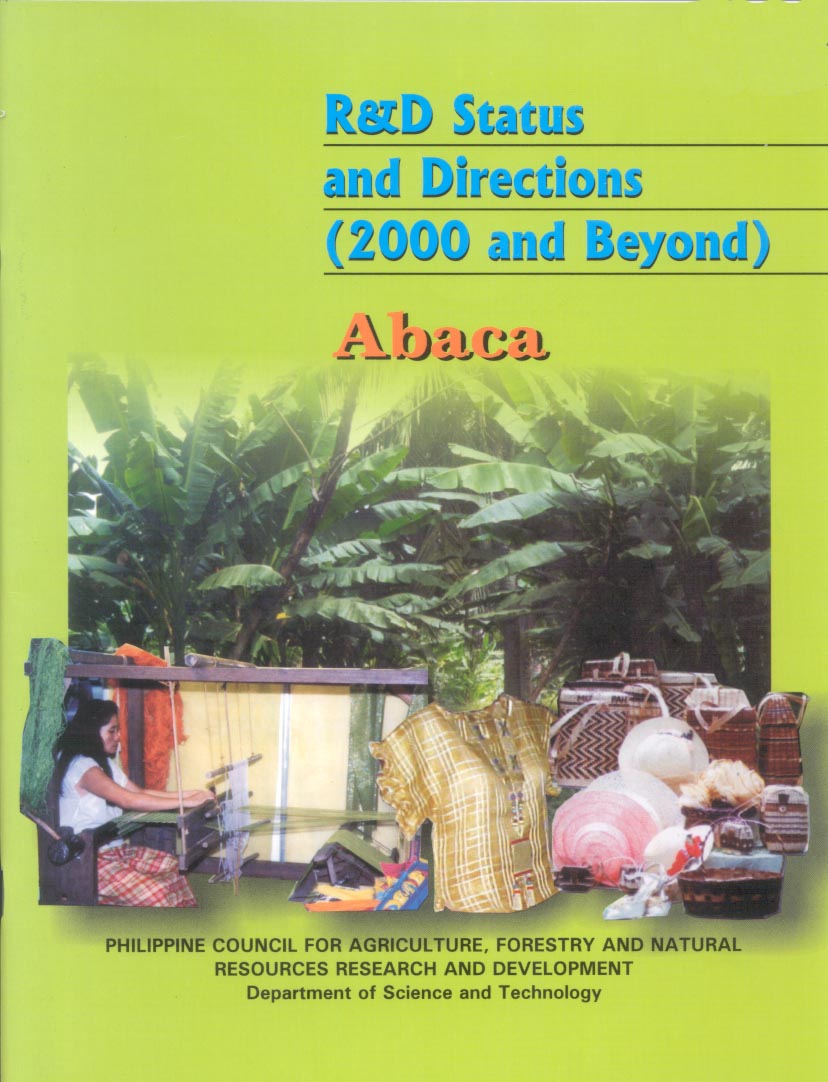 R&D Status
and Directions
(2000 and Beyond)
Abaca
PHILIPPINE COUNCIL FOR AGRICULTURE, FORESTRY AND NATURAL
RESOURCES RESEARCH AND DEVELOPMENT
Department of Science and Technology